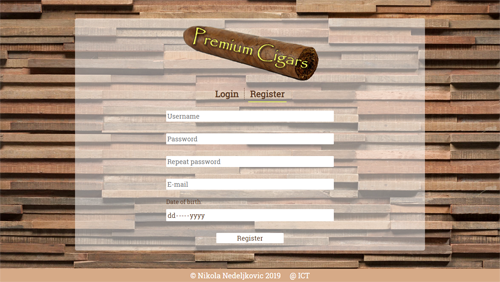 Premium Cigars
Login Register
Username
Password
Repeat password
E-mail
Date of birth:
dd-----yyyy
Register
© Nikola Nedeljkovic 2019 @ ICT